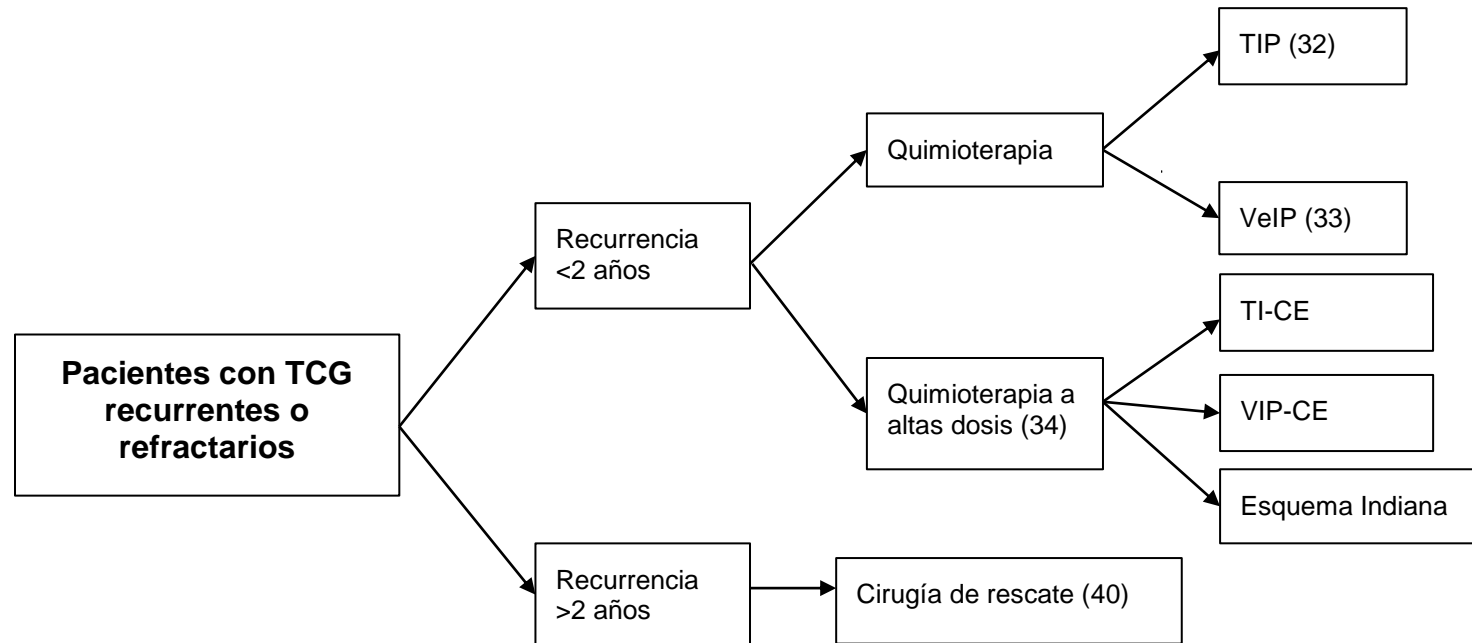 Pacientes con TCG
recurrentes o
refractarios
Recurrencia
<2 años
Quimioterapia
TIP (32)
VeIP (33)
Quimioterapia a
altas dosis (34)
TI-CE
VIP-CE
Esquema Indiana
Recurrencia
>2 años
Cirugía de rescate (40)